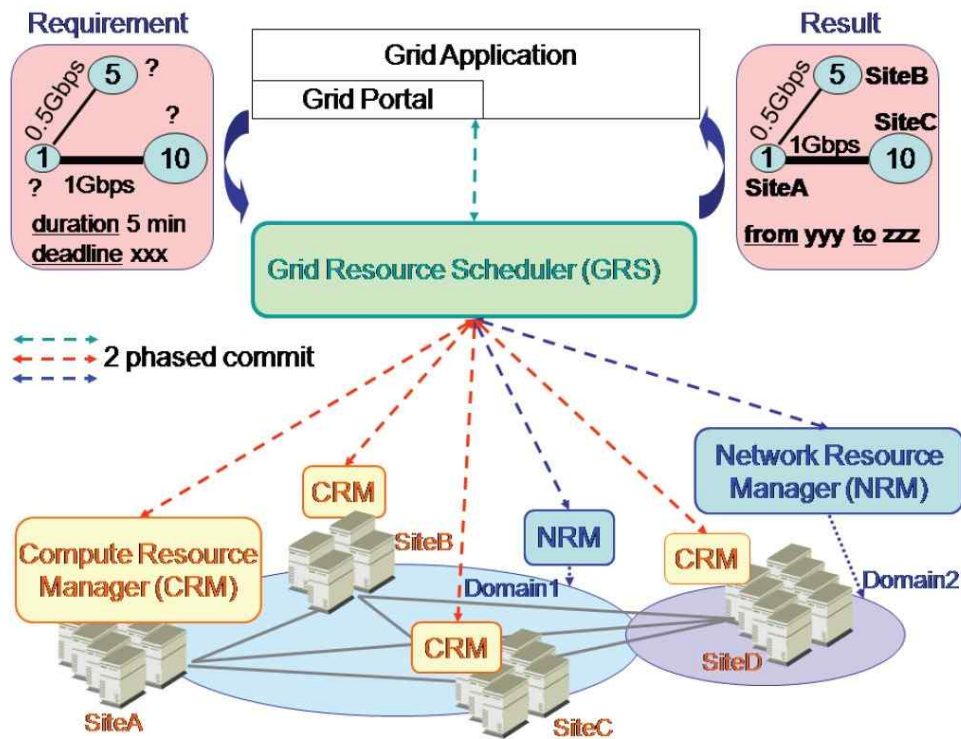 Requirement
5
?
0.5Gbps
?
1
10
?
1Gbps
duration 5 min
deadline xxx
Grid Application
Grid Portal
Result
5
SiteB
0.5Gbps
SiteC
1
1Gbps
10
SiteA
from yyy to zzz
Grid Resource Scheduler (GRS)
2 phased commit
Network Resource
Manager (NRM)
CRM
NRM
CRM
SiteB
Compute Resource
Manager (CRM)
Domain1
Domain2
CRM
SiteD
SiteA
SiteC